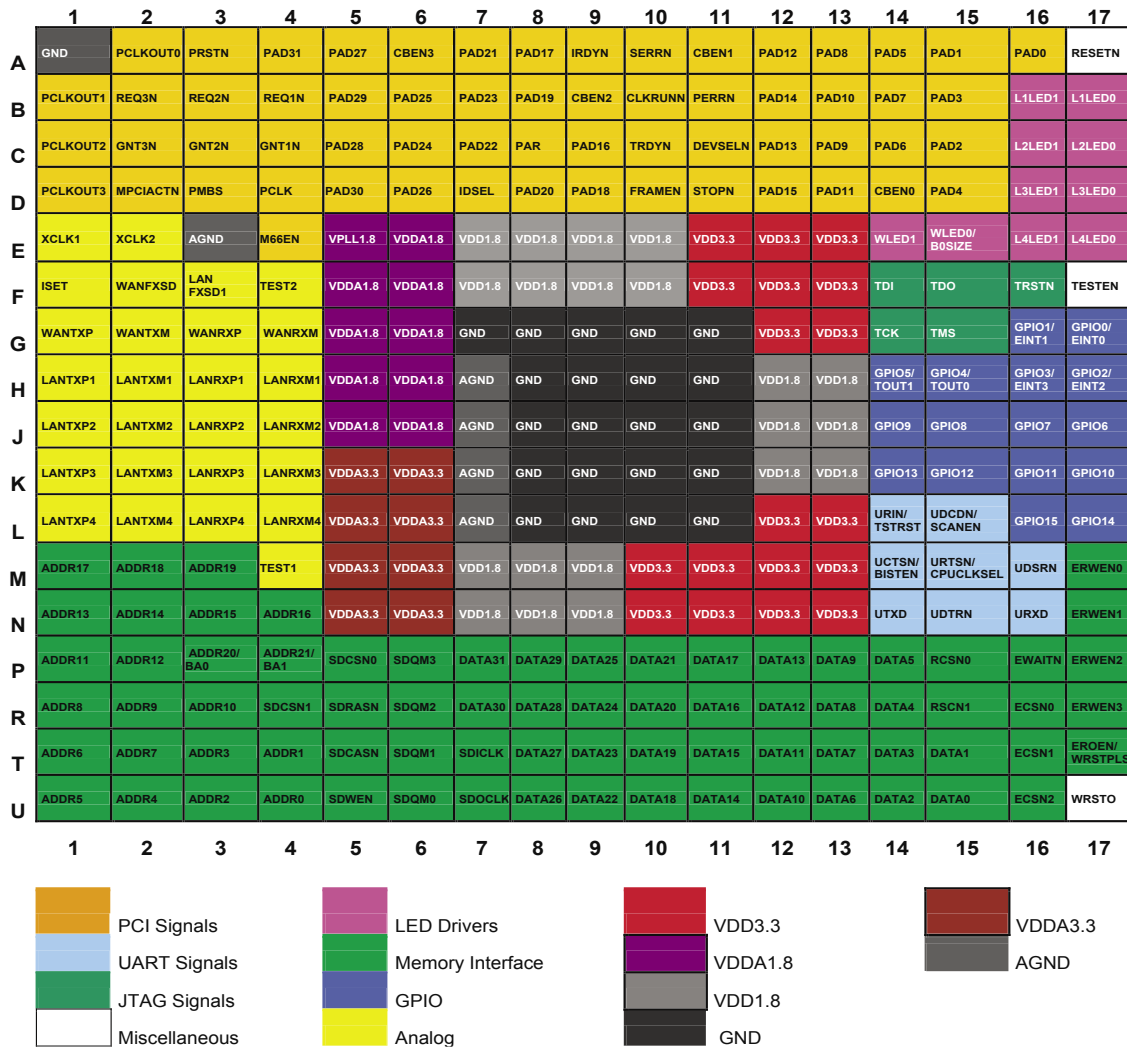 1 2 3 4 5 6 7 8 9 10 11 12 13 14 15 16 17
A GND PCLKOUT0 PRSTN PAD31 PAD27 CBEN3 PAD21 PAD17 IRDYN SERRN CBEN1 PAD12 PAD8 PAD5 PAD1 PAD0 RESETN
B PCLKOUT1 REQ3N REQ2N REQ1N PAD29 PAD25 PAD23 PAD19 CBEN2 CLKRUNN PERRN PAD14 PAD10 PAD7 PAD3 L1LED1 L1LED0
C PCLKOUT2 GNT3N GNT2N GNT1N PAD28 PAD24 PAD22 PAR PAD16 TRDYN DEVSELN PAD13 PAD9 PAD6 PAD2 L2LED1 L2LED0
D PCLKOUT3 MPCIACTN PMBS PCLK PAD30 PAD26 IDSEL PAD20 PAD18 FRAMEN STOPN PAD15 PAD11 CBEN0 PAD4 L3LED1 L3LED0
E XCLK1 XCLK2 AGND M66EN VPLL1.8 VDDA1.8 VDD1.8 VDD1.8 VDD1.8 VDD1.8 VDD3.3 VDD3.3 VDD3.3 WLED1 WLED0/ B0SIZE L4LED1 L4LED0
F ISET WANFXSD LAN FXSD1 TEST2 VDDA1.8 VDDA1.8 VDD1.8 VDD1.8 VDD1.8 VDD1.8 VDD3.3 VDD3.3 VDD3.3 TDI TDO TRSTN TESTEN
G WANTXP WANTXM WANRXP WANRXM VDDA1.8 VDDA1.8 GND GND GND GND GND VDD3.3 VDD3.3 TCK TMS GPIO1/ EINT1 GPIO0/ EINT0
H LANTXP1 LANTXM1 LANRXP1 LANRXM1 VDDA1.8 VDDA1.8 AGND GND GND GND GND VDD1.8 VDD1.8 GPIO5/ TOUT1 GPIO4/ TOUT0 GPIO3/ EINT3 GPIO2/ EINT2
J LANTXP2 LANTXM2 LANRXP2 LANRXM2 VDDA1.8 VDDA1.8 AGND GND GND GND GND VDD1.8 VDD1.8 GPIO9 GPIO8 GPIO7 GPIO6
K LANTXP3 LANTXM3 LANRXP3 LANRXM3 VDDA3.3 VDDA3.3 AGND GND GND GND GND VDD1.8 VDD1.8 GPIO13 GPIO12 GPIO11 GPIO10
L LANTXP4 LANTXM4 LANRXP4 LANRXM4 VDDA3.3 VDDA3.3 AGND GND GND GND GND VDD3.3 VDD3.3 URIN/ TSTRST UDCDN/ SCANEN GPIO15 GPIO14
M ADDR17 ADDR18 ADDR19 TEST1 VDDA3.3 VDDA3.3 VDD1.8 VDD1.8 VDD1.8 VDD3.3 VDD3.3 VDD3.3 VDD3.3 UCTSN/ BISTEN URTSN/ CPUCLKSEL UDSRN ERWEN0
N ADDR13 ADDR14 ADDR15 ADDR16 VDDA3.3 VDDA3.3 VDD1.8 VDD1.8 VDD1.8 VDD3.3 VDD3.3 VDD3.3 VDD3.3 UTXD UDTRN URXD ERWEN1
P ADDR11 ADDR12 ADDR20/ BA0 ADDR21/ BA1 SDCSN0 SDQM3 DATA31 DATA29 DATA25 DATA21 DATA17 DATA13 DATA9 DATA5 RCSN0 EWAITN ERWEN2
R ADDR8 ADDR9 ADDR10 SDCSN1 SDRASN SDQM2 DATA30 DATA28 DATA24 DATA20 DATA16 DATA12 DATA8 DATA4 RSCN1 ECSN0 ERWEN3
T ADDR6 ADDR7 ADDR3 ADDR1 SDCASN SDQM1 SDICLK DATA27 DATA23 DATA19 DATA15 DATA11 DATA7 DATA3 DATA1 ECSN1 EROEN/ WRSTPLS
U ADDR5 ADDR4 ADDR2 ADDR0 SDWEN SDQM0 SDOCLK DATA26 DATA22 DATA18 DATA14 DATA10 DATA6 DATA2 DATA0 ECSN2 WRSTO
1 2 3 4 5 6 7 8 9 10 11 12 13 14 15 16 17
PCI Signals LED Drivers VDD3.3 VDDA3.3
UART Signals Memory Interface VDDA1.8 AGND
JTAG Signals GPIO VDD1.8
Miscellaneous Analog GND